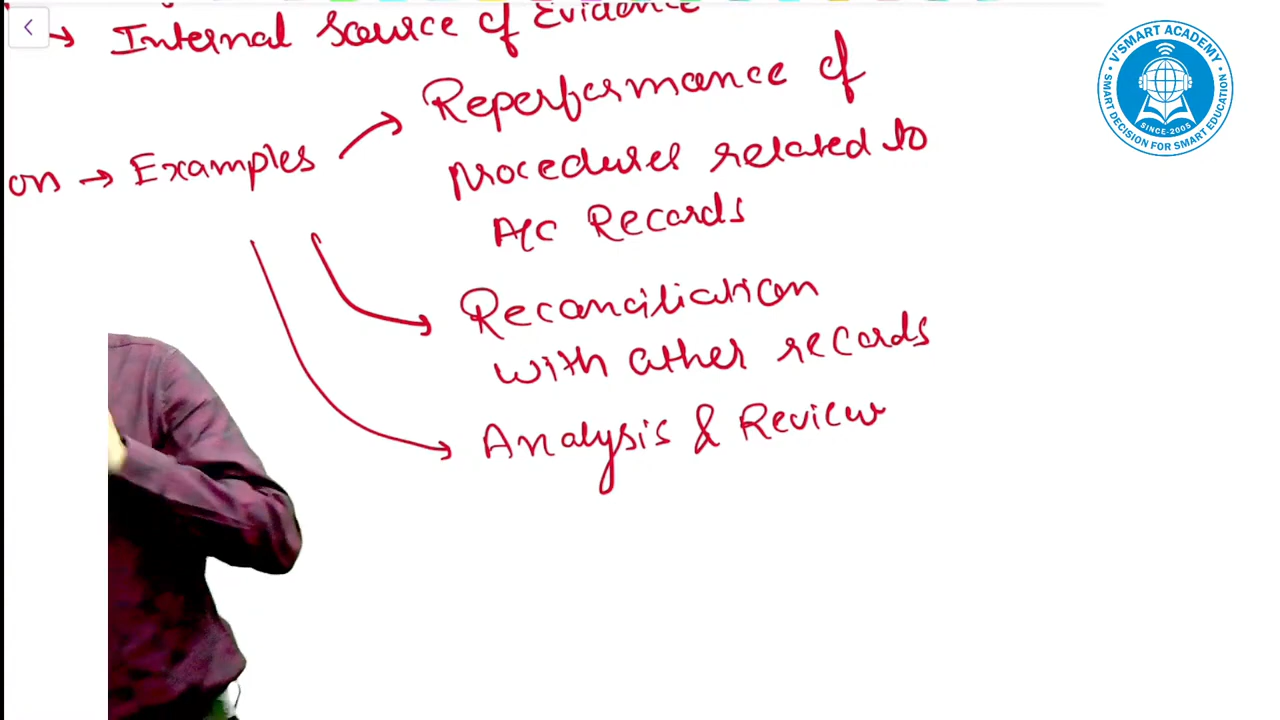 → Internal source of Evidence
on → Examples
Reperformance of
procedures related to
A/C Records
Reconciliation
with other records
Analysis & Review
V'SMART ACADEMY
SINCE-2005
SMART DECISION FOR SMART EDUCATION